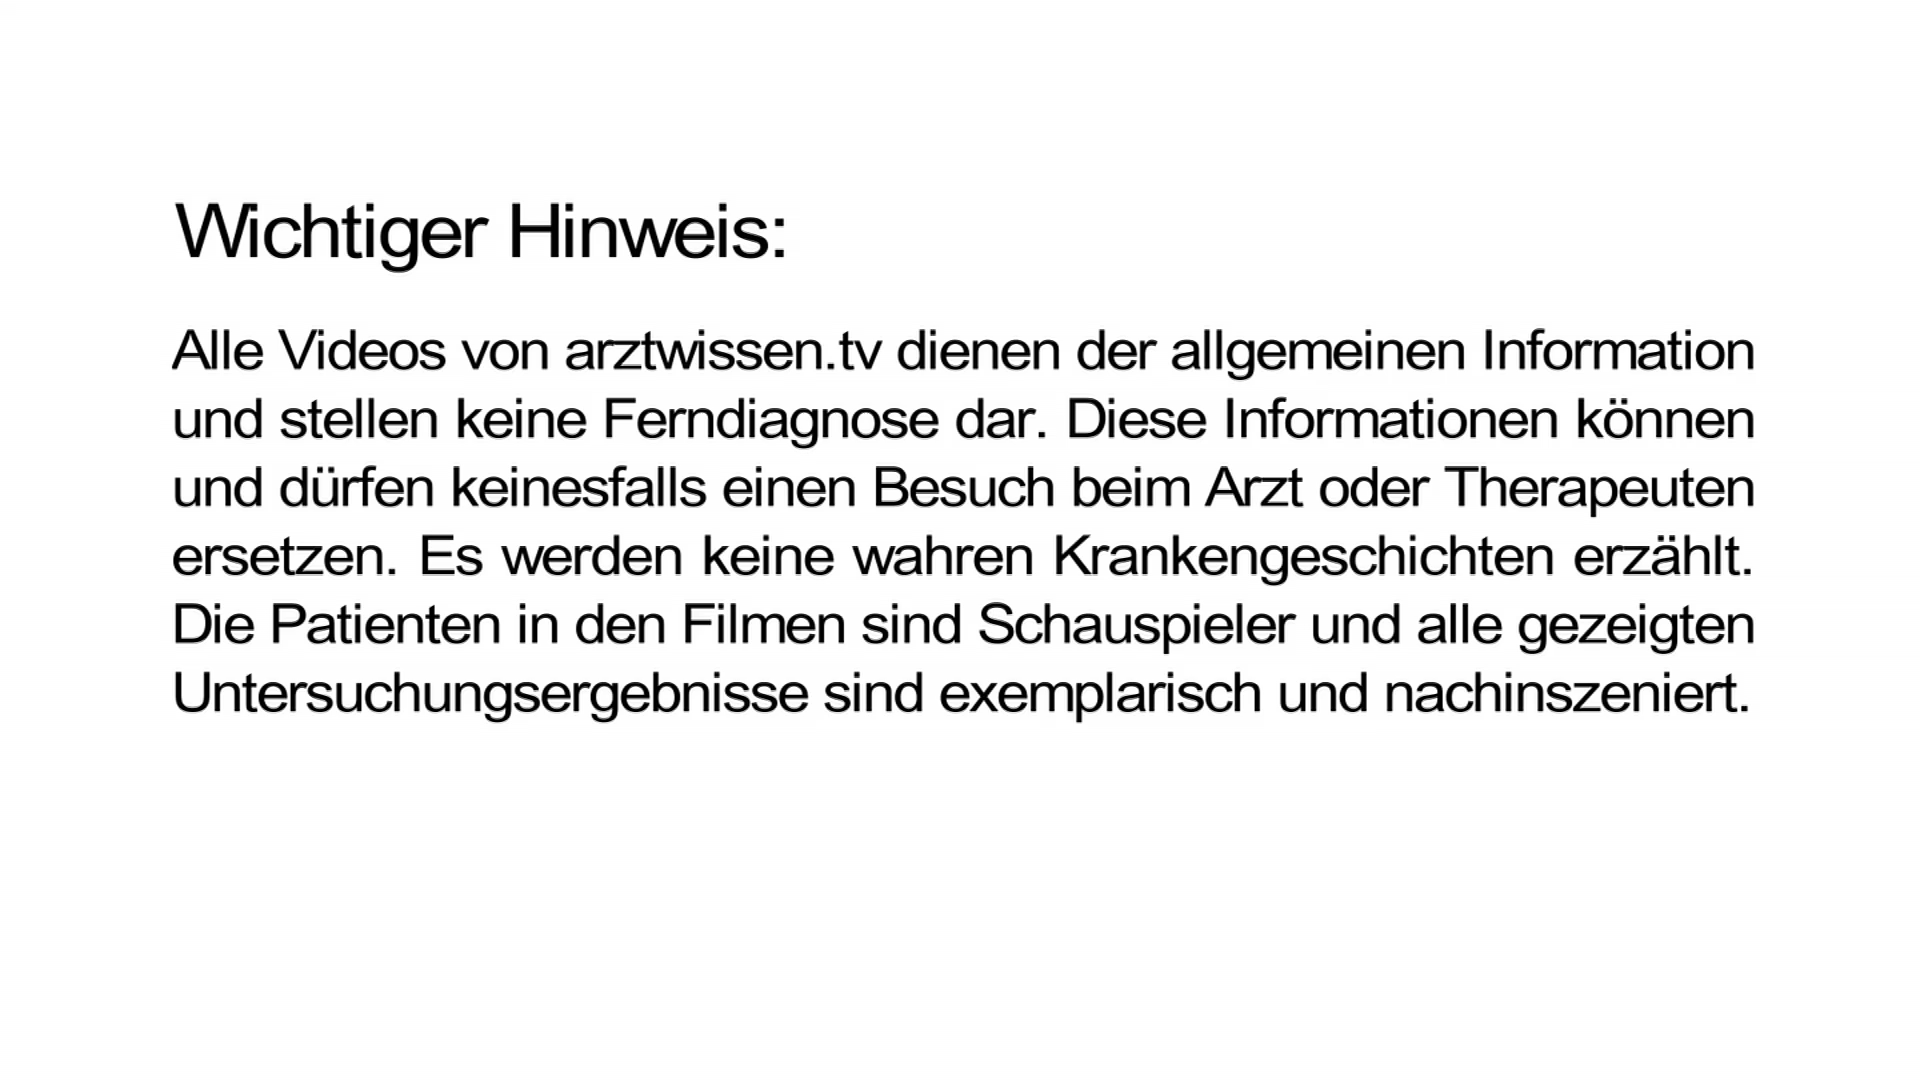 Wichtiger Hinweis:
Alle Videos von arztwissen.tv dienen der allgemeinen Information
und stellen keine Ferndiagnose dar. Diese Informationen können
und dürfen keinesfalls einen Besuch beim Arzt oder Therapeuten
ersetzen. Es werden keine wahren Krankengeschichten erzählt.
Die Patienten in den Filmen sind Schauspieler und alle gezeigten
Untersuchungsergebnisse sind exemplarisch und nachinszeniert.